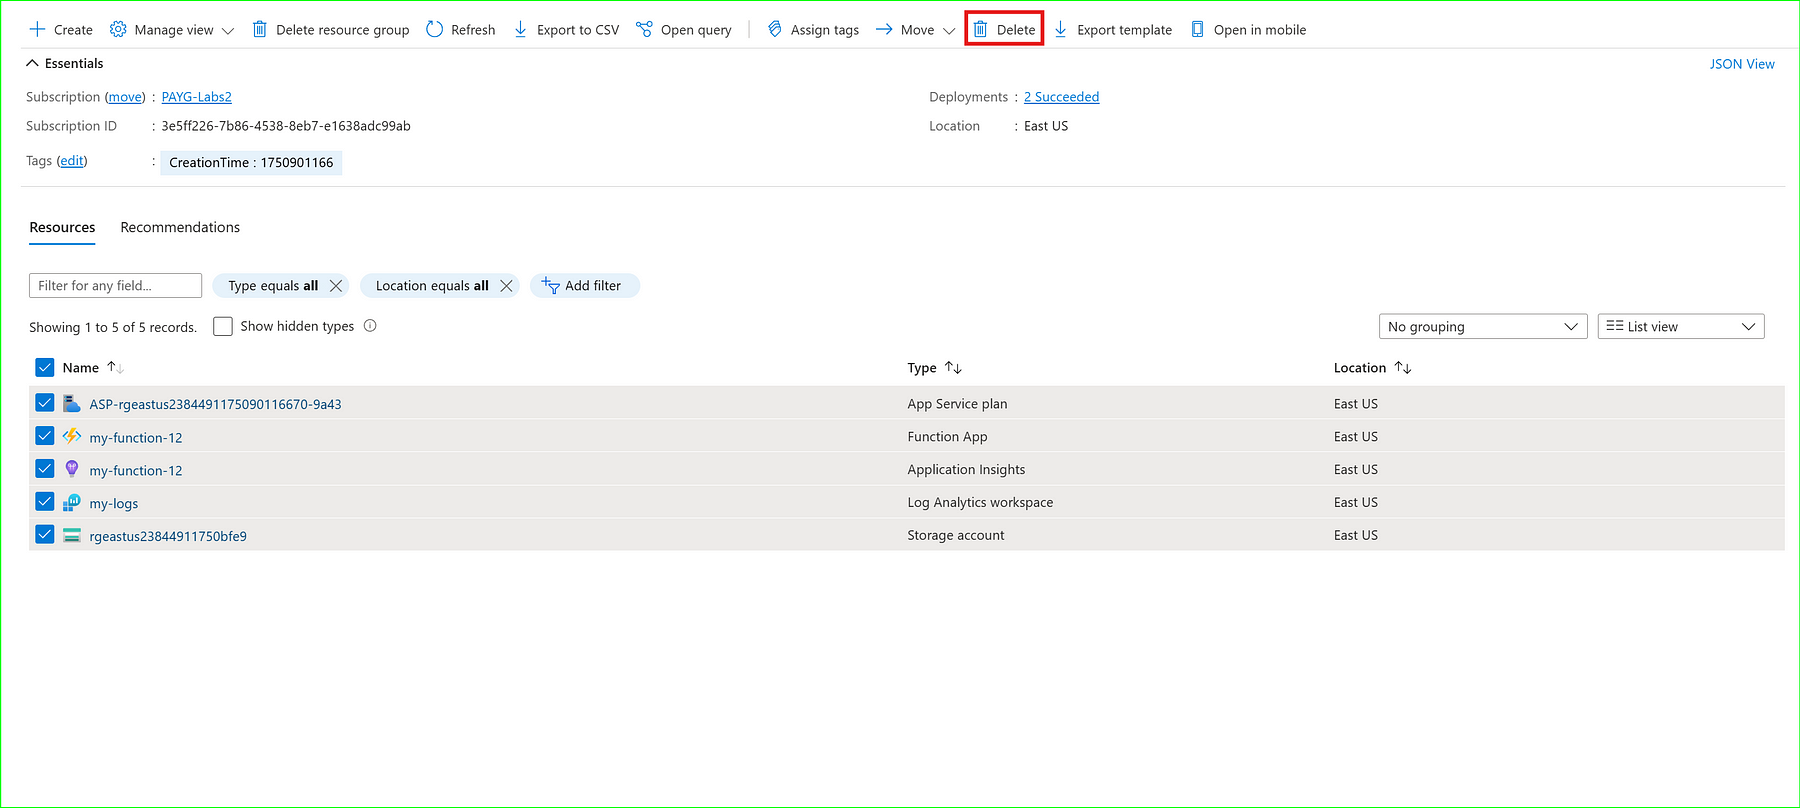 Create Manage view Delete resource group Refresh Export to CSV Open query Assign tags Move Delete Export template Open in mobile
Essentials JSON View
Subscription (move) : PAYG-Labs2 Deployments : 2 Succeeded
Subscription ID : 3e5ff226-7b86-4538-8eb7-e1638adc99ab Location : East US
Tags (edit) : CreationTime : 1750901166
Resources Recommendations
Filter for any field... Type equals all Location equals all Add filter
Showing 1 to 5 of 5 records. Show hidden types No grouping List view
Name Type Location
ASP-rgeastus2384491175090116670-9a43 App Service plan East US
my-function-12 Function App East US
my-function-12 Application Insights East US
my-logs Log Analytics workspace East US
rgeastus23844911750bfe9 Storage account East US